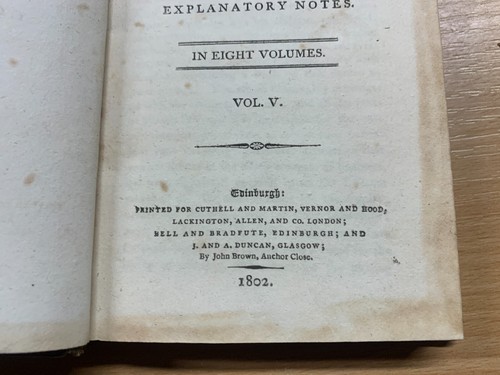 EXPLANATORY NOTES.
IN EIGHT VOLUMES.
VOL. V.
Edinburgh:
PRINTED FOR CUTHELL AND MARTIN, VERNOR AND HOOD,
LACKINGTON, ALLEN, AND CO. LONDON;
BELL AND BRADFUTE, EDINBURGH; AND
J. AND A. DUNCAN, GLASGOW;
By John Brown, Anchor Close.
1802.